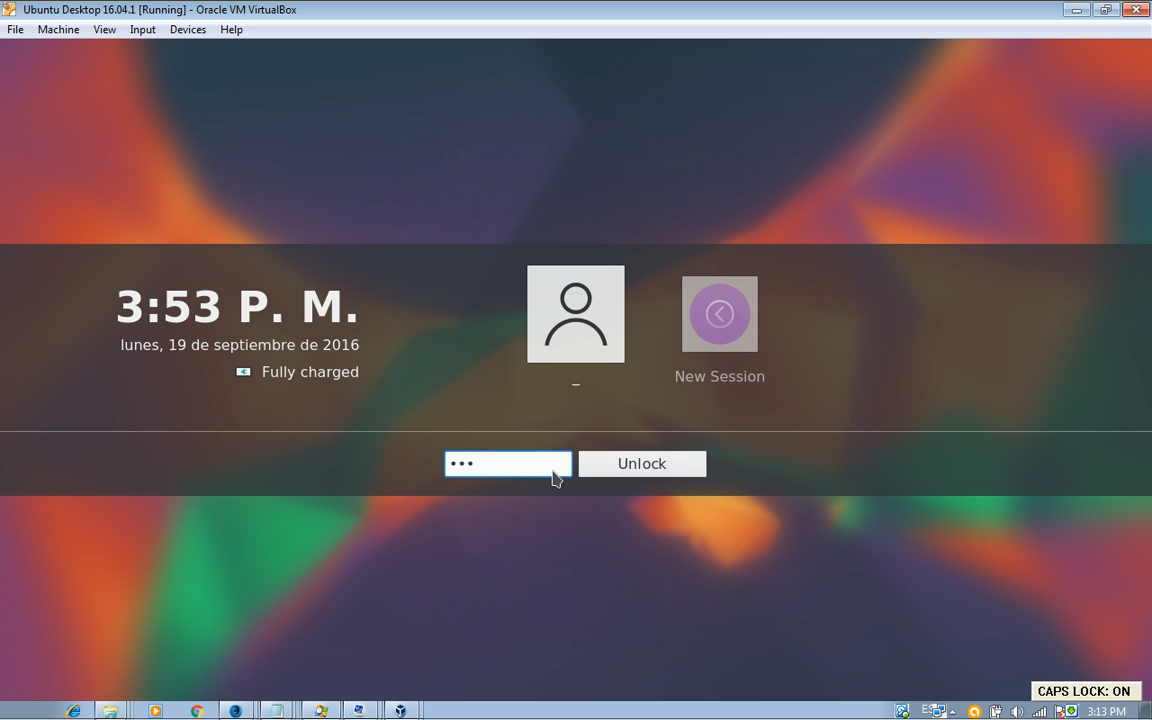 Ubuntu Desktop 16.04.1 [Running] - Oracle VM VirtualBox
File Machine View Input Devices Help
3:53 P. M.
lunes, 19 de septiembre de 2016
Fully charged
_
New Session
Unlock
CAPS LOCK: ON
ES
3:13 PM